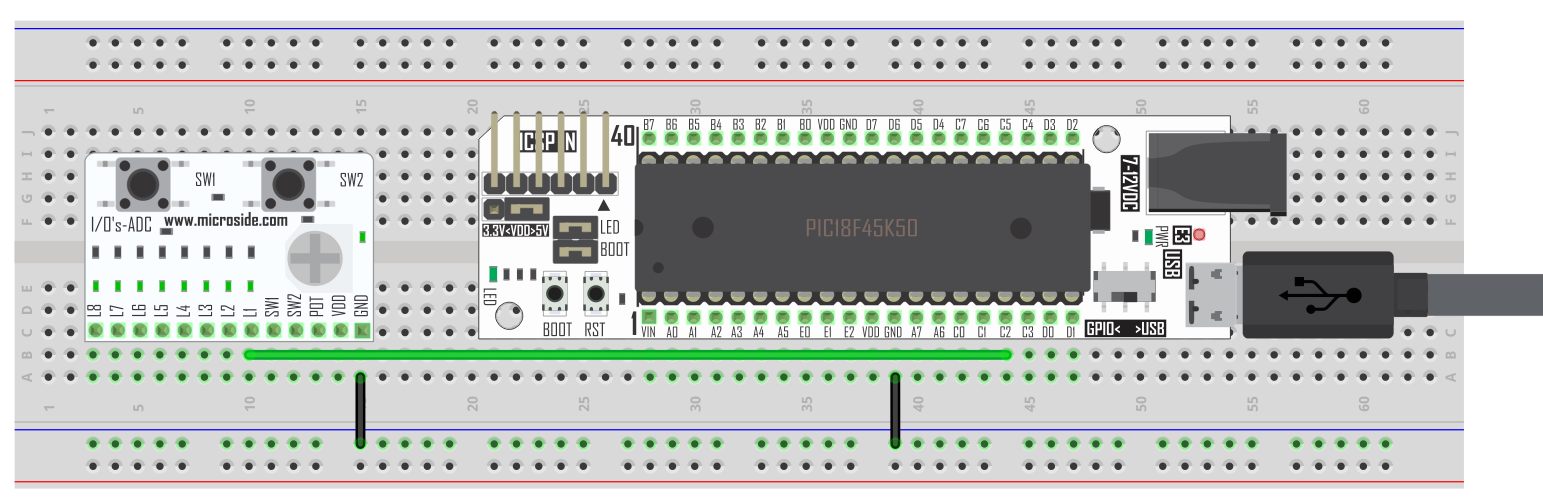 1 5 10 15 20 25 30 35 40 45 50 55 60
J I H G F
J I H G F
SW1 SW2
I/O's-ADC www.microside.com
L8 L7 L6 L5 L4 L3 L2 L1 SW1 SW2 POT VDD GND
ICSP IN
40
B7 B6 B5 B4 B3 B2 B1 B0 VDD GND D7 D6 D5 D4 C7 C6 C5 C4 D3 D2
3.3V<VDD>5V
LED
BOOT
LED
BOOT RST
PIC18F45K50
7-12VDC
PWR
E3
USB
GPIO< >USB
1
VIN A0 A1 A2 A3 A4 A5 E0 E1 E2 VDD GND A7 A6 C0 C1 C2 C3 D0 D1
E D C B A
C B A
1 5 10 15 20 25 30 35 40 45 50 55 60